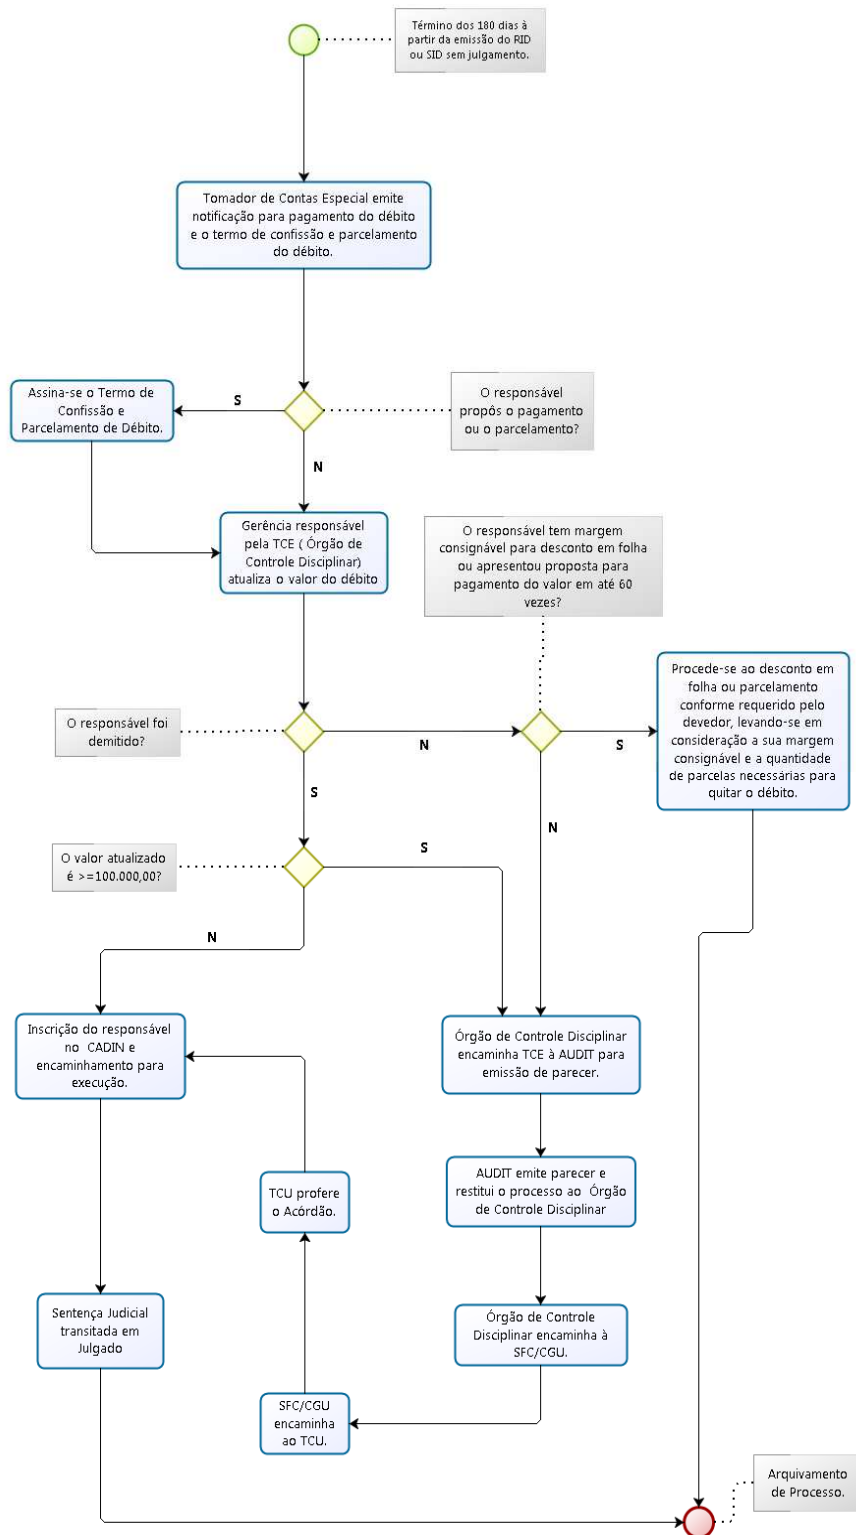 Término dos 180 dias à
partir da emissão do RID
ou SID sem julgamento.
Tomador de Contas Especial emite
notificação para pagamento do débito
e o termo de confissão e parcelamento
do débito.
Assina-se o Termo de
Confissão e
Parcelamento de Débito.
S
O responsável
propôs o pagamento
ou o parcelamento?
N
Gerência responsável
pela TCE ( Órgão de
Controle Disciplinar)
atualiza o valor do débito
O responsável tem margem
consignável para desconto em folha
ou apresentou proposta para
pagamento do valor em até 60
vezes?
O responsável foi
demitido?
N
S
Procede-se ao desconto em
folha ou parcelamento
conforme requerido pelo
devedor, levando-se em
consideração a sua margem
consignável e a quantidade
de parcelas necessárias para
quitar o débito.
S
N
O valor atualizado
é >=100.000,00?
S
N
Inscrição do responsável
no CADIN e
encaminhamento para
execução.
Órgão de Controle Disciplinar
encaminha TCE à AUDIT para
emissão de parecer.
TCU profere
o Acórdão.
AUDIT emite parecer e
restitui o processo ao Órgão
de Controle Disciplinar
Sentença Judicial
transitada em
Julgado
Órgão de Controle
Disciplinar encaminha à
SFC/CGU.
SFC/CGU
encaminha
ao TCU.
Arquivamento
de Processo.